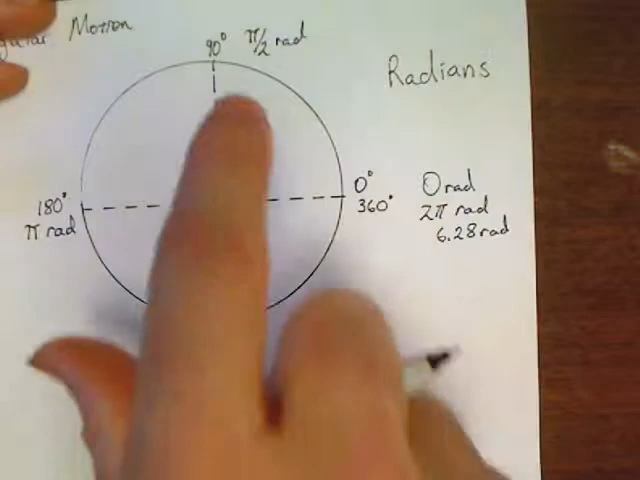 Motion
90° π/2 rad
Radians
180°
π rad
0°
360°
0 rad
2π rad
6.28 rad